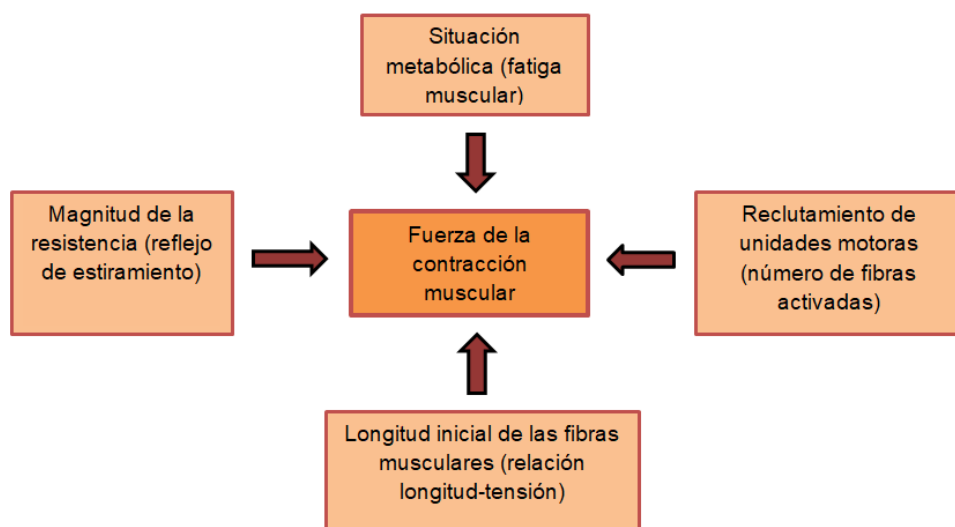 Situación
metabólica (fatiga
muscular)
Magnitud de la
resistencia (reflejo
de estiramiento)
Fuerza de la
contracción
muscular
Reclutamiento de
unidades motoras
(número de fibras
activadas)
Longitud inicial de las fibras
musculares (relación
longitud-tensión)